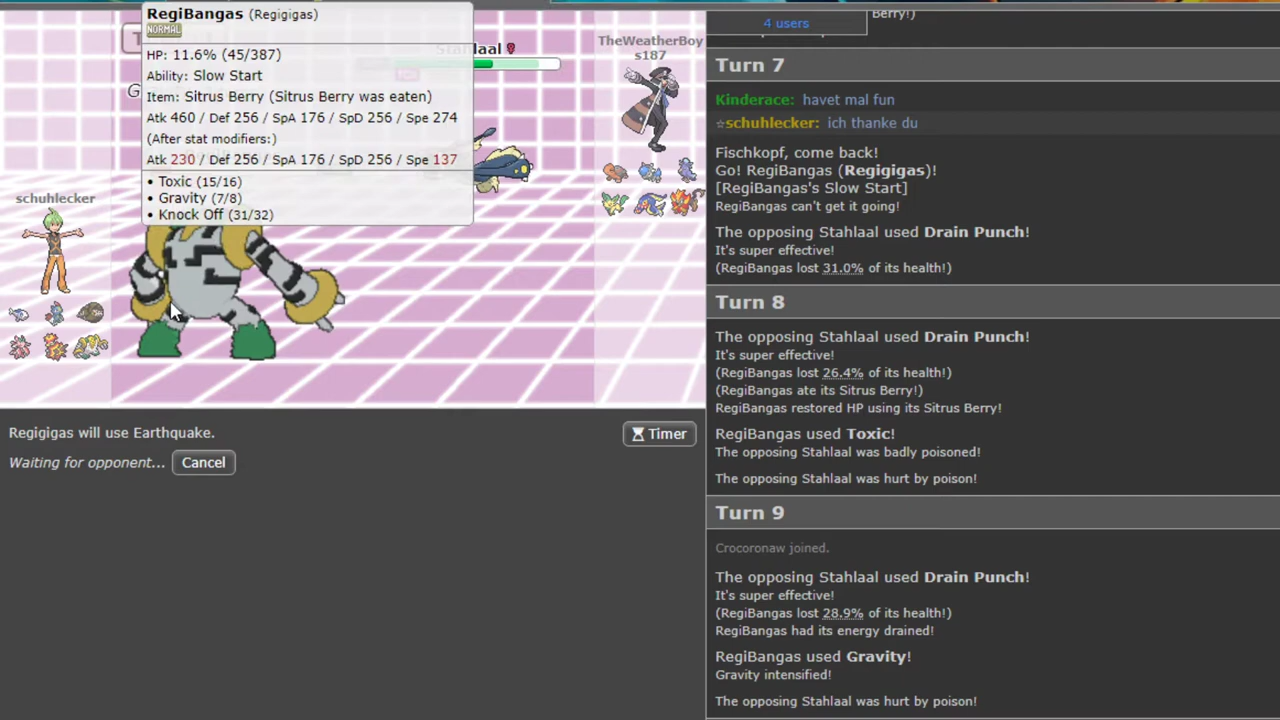 RegiBangas (Regigigas)
NORMAL
HP: 11.6% (45/387)
Ability: Slow Start
Item: Sitrus Berry (Sitrus Berry was eaten)
Atk 460 / Def 256 / SpA 176 / SpD 256 / Spe 274
(After stat modifiers:)
Atk 230 / Def 256 / SpA 176 / SpD 256 / Spe 137
• Toxic (15/16)
• Gravity (7/8)
• Knock Off (31/32)
TheWeatherBoy
s187
schuhlecker
Regigigas will use Earthquake.
Waiting for opponent...
Cancel
Timer
4 users
Berry!)
Turn 7
Kinderace: havet mal fun
☆schuhlecker: ich thanke du
Fischkopf, come back!
Go! RegiBangas (Regigigas)!
[RegiBangas's Slow Start]
RegiBangas can't get it going!
The opposing Stahlaal used Drain Punch!
It's super effective!
(RegiBangas lost 31.0% of its health!)
Turn 8
The opposing Stahlaal used Drain Punch!
It's super effective!
(RegiBangas lost 26.4% of its health!)
(RegiBangas ate its Sitrus Berry!)
RegiBangas restored HP using its Sitrus Berry!
RegiBangas used Toxic!
The opposing Stahlaal was badly poisoned!
The opposing Stahlaal was hurt by poison!
Turn 9
Crocoronaw joined.
The opposing Stahlaal used Drain Punch!
It's super effective!
(RegiBangas lost 28.9% of its health!)
RegiBangas had its energy drained!
RegiBangas used Gravity!
Gravity intensified!
The opposing Stahlaal was hurt by poison!